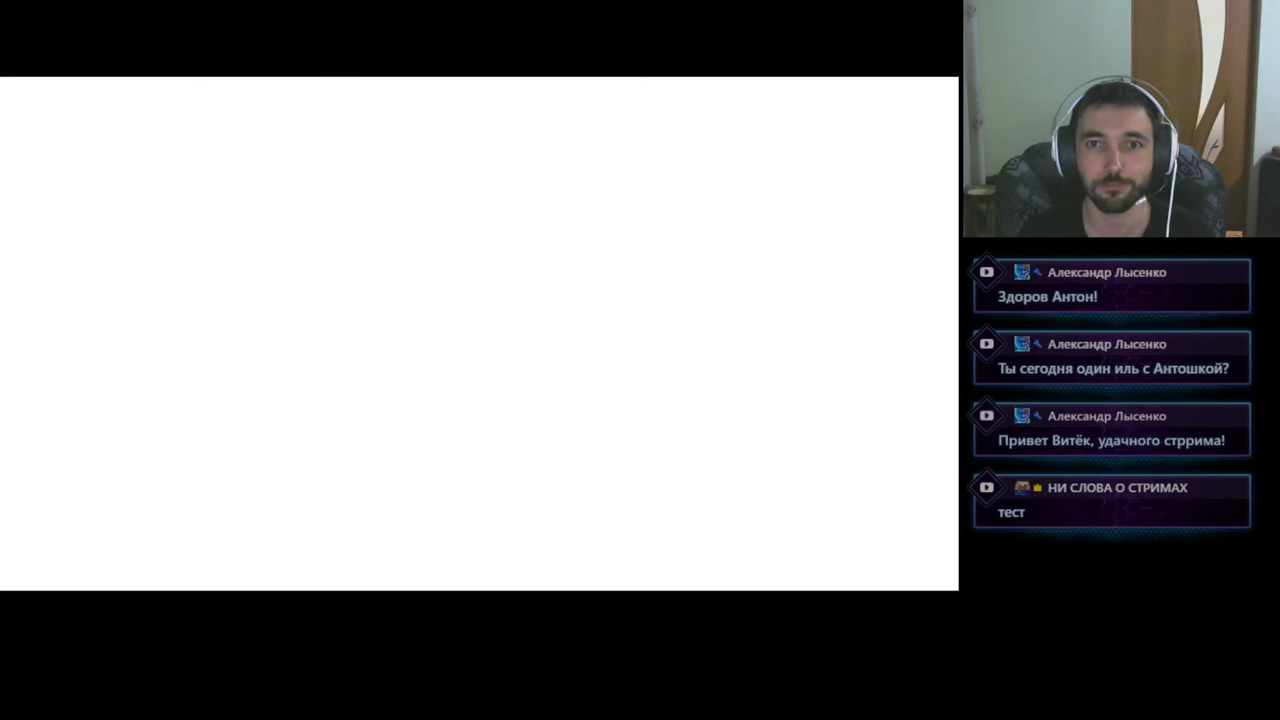 Александр Лысенко
Здоров Антон!
Александр Лысенко
Ты сегодня один иль с Антошкой?
Александр Лысенко
Привет Витёк, удачного стррима!
НИ СЛОВА О СТРИМАХ
тест